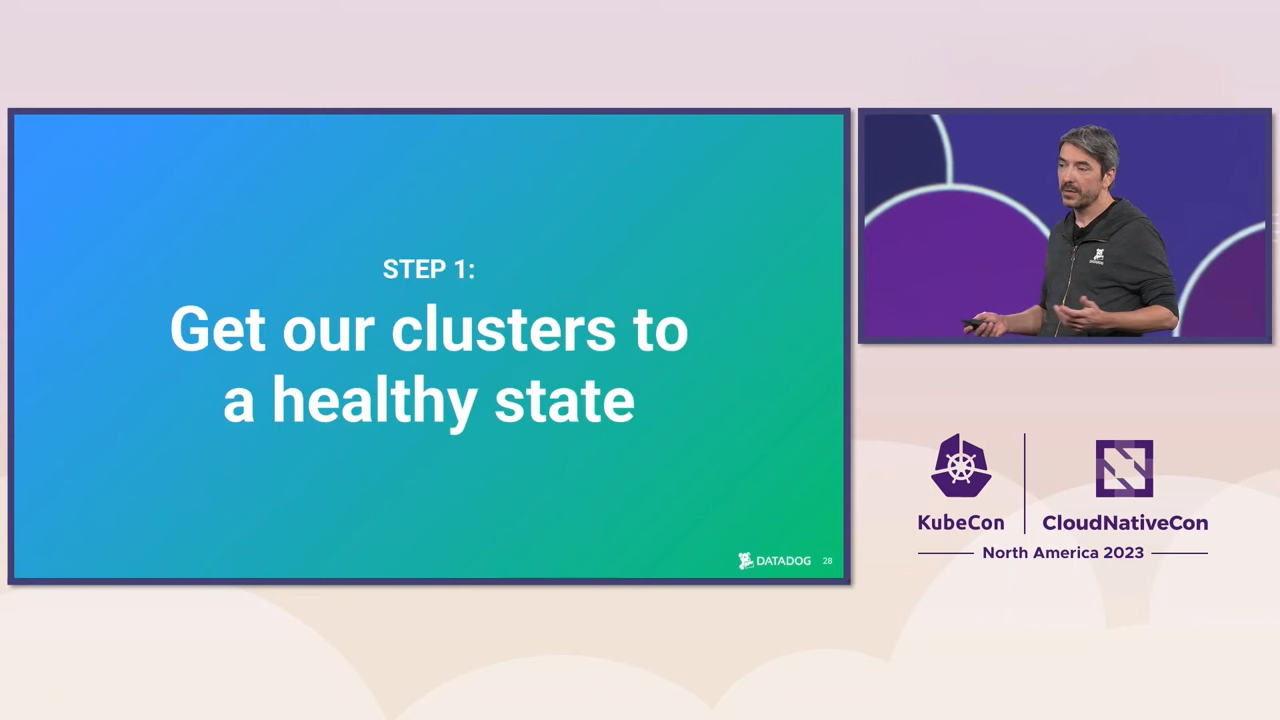 STEP 1:
Get our clusters to
a healthy state
DATADOG 28
KubeCon
CloudNativeCon
North America 2023